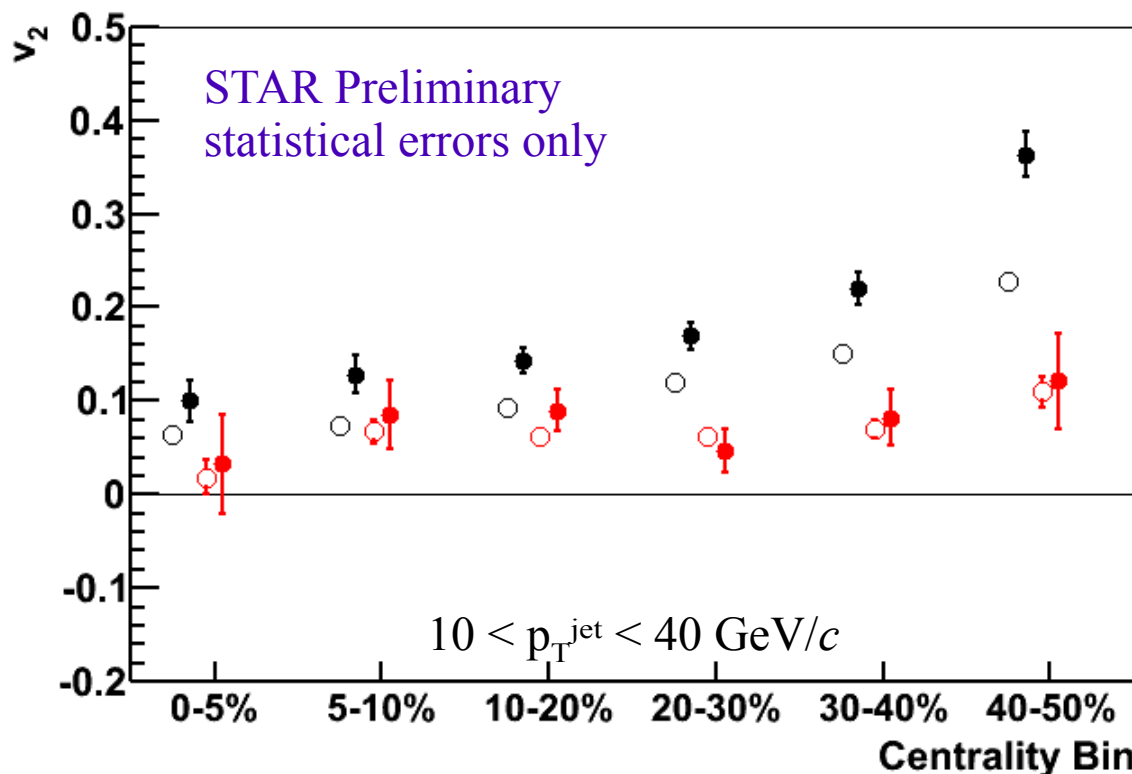 v₂
0.5
STAR Preliminary
statistical errors only
0.4
0.3
0.2
0.1
0
-0.1
10 < p_T^jet < 40 GeV/c
-0.2
0-5% 5-10% 10-20% 20-30% 30-40% 40-50%
Centrality Bin